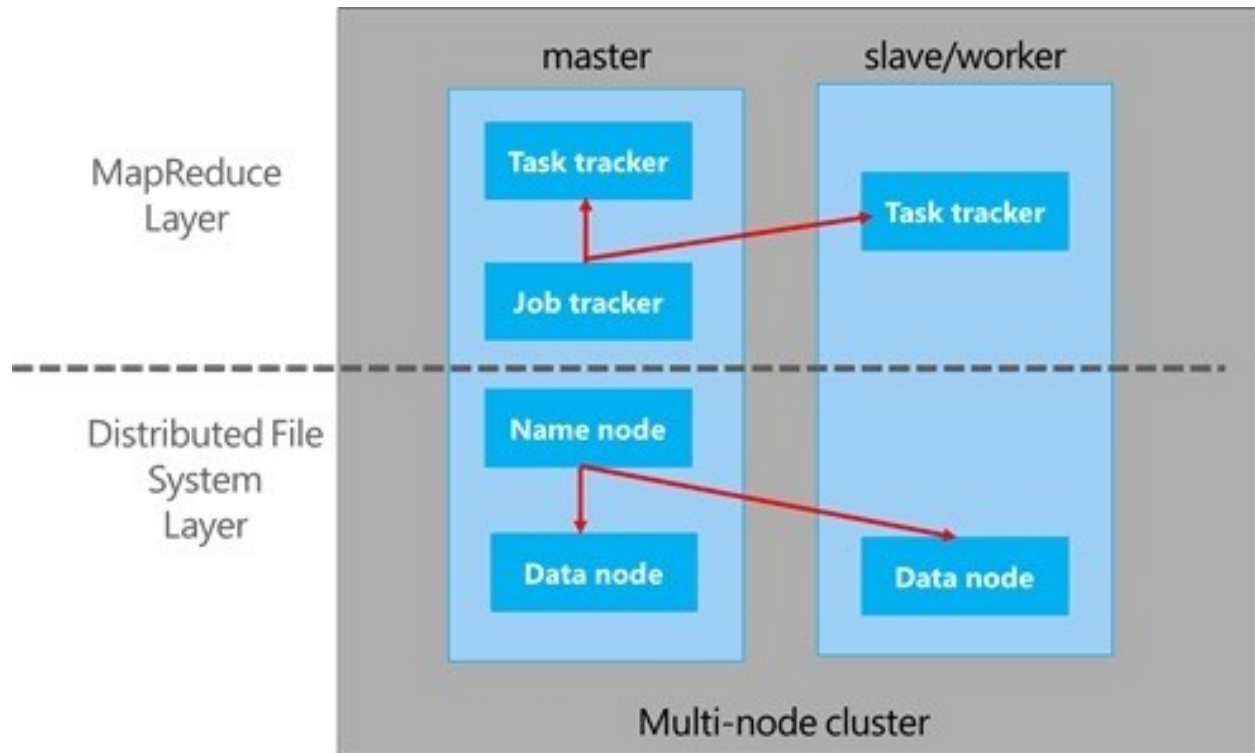 master
slave/worker
MapReduce
Layer
Task tracker
Task tracker
Job tracker
Distributed File
System
Layer
Name node
Data node
Data node
Multi-node cluster